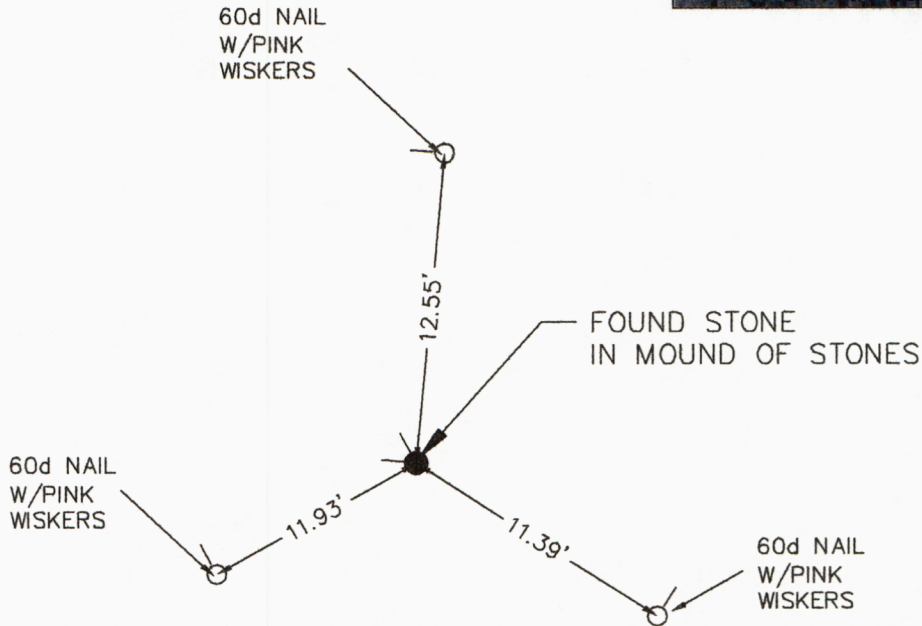 60d NAIL
W/PINK
WISKERS
12.55'
FOUND STONE
IN MOUND OF STONES
60d NAIL
W/PINK
WISKERS
11.93'
11.39'
60d NAIL
W/PINK
WISKERS